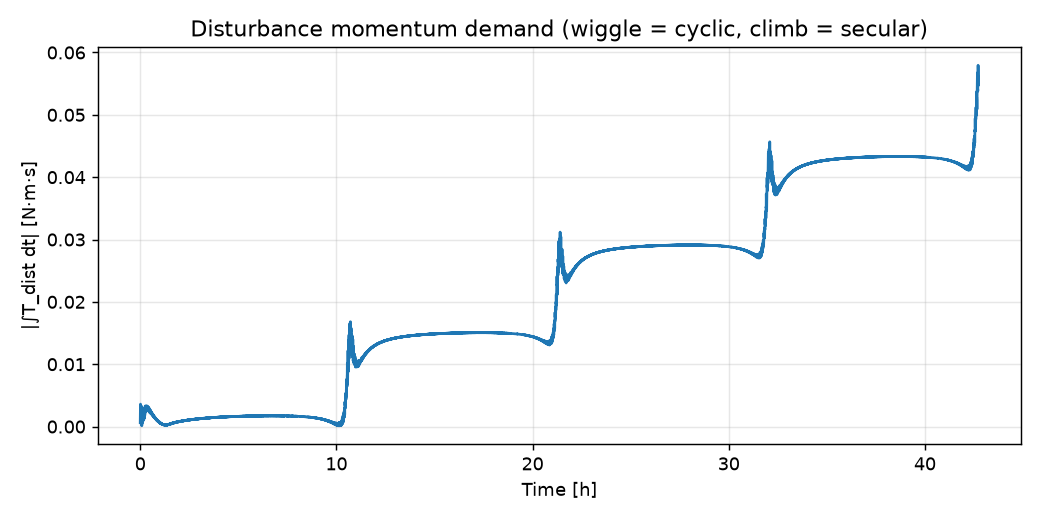 Disturbance momentum demand (wiggle = cyclic, climb = secular)
|∫T_dist dt| [N·m·s]
0.06
0.05
0.04
0.03
0.02
0.01
0.00
0 10 20 30 40
Time [h]